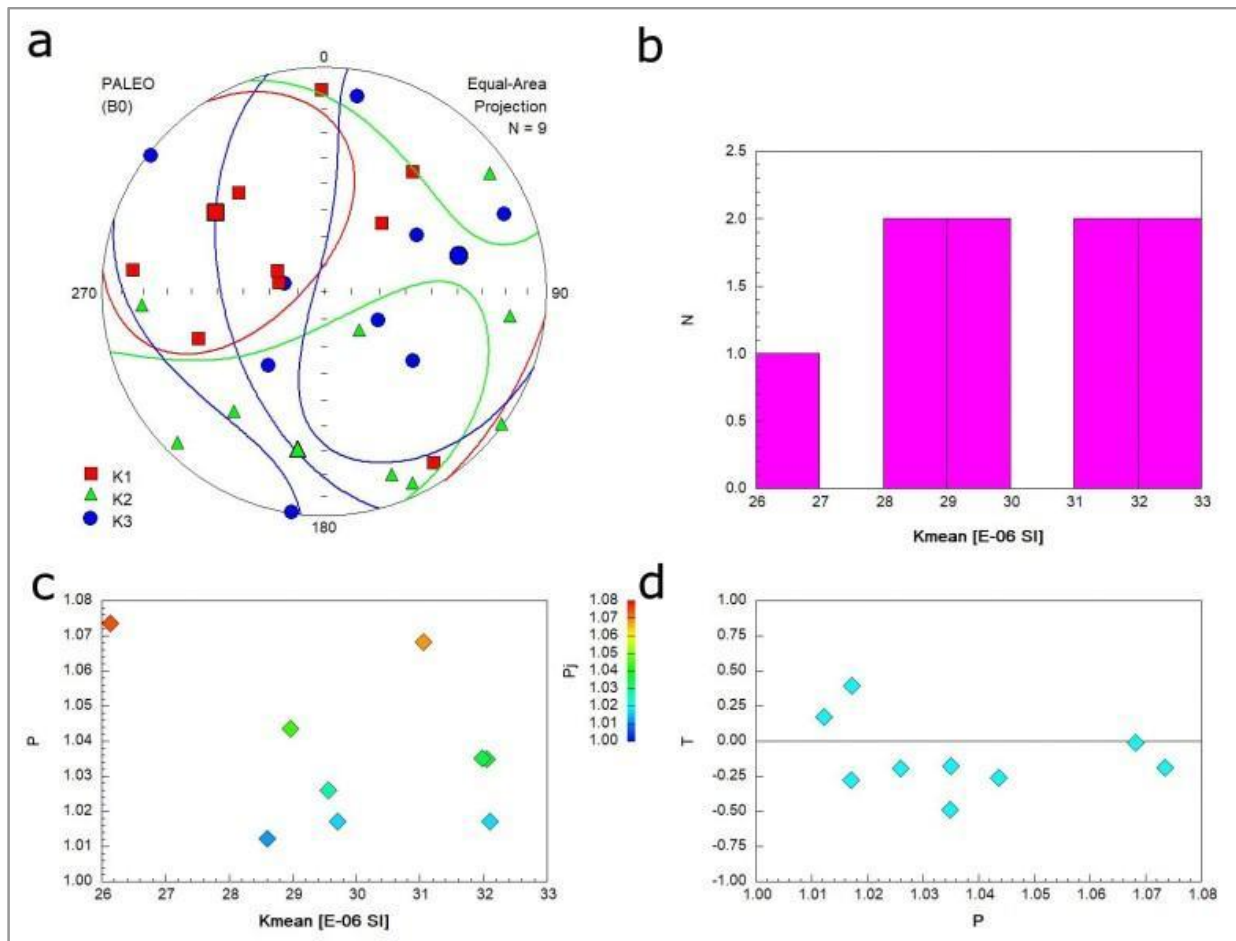 a
PALEO
(B0)
0
Equal-Area
Projection
N = 9
270
90
180
K1
K2
K3
b
2.5
2.0
1.5
1.0
0.5
0.0
N
26 27 28 29 30 31 32 33
Kmean [E-06 SI]
c
1.08
1.07
1.06
1.05
1.04
1.03
1.02
1.01
1.00
P
26 27 28 29 30 31 32 33
Kmean [E-06 SI]
Pj
1.08
1.06
1.05
1.04
1.03
1.02
1.01
1.00
d
1.00
0.75
0.50
0.25
0.00
-0.25
-0.50
-0.75
-1.00
T
1.00 1.01 1.02 1.03 1.04 1.05 1.06 1.07 1.08
P